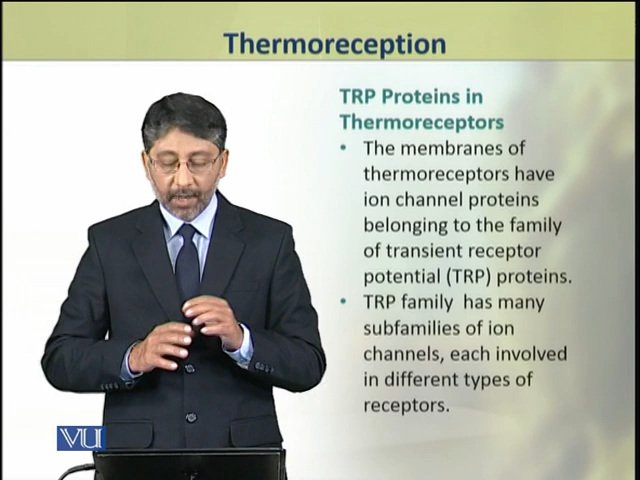 Thermoreception
TRP Proteins in
Thermoreceptors
• The membranes of
thermoreceptors have
ion channel proteins
belonging to the family
of transient receptor
potential (TRP) proteins.
• TRP family has many
subfamilies of ion
channels, each involved
in different types of
receptors.
VU